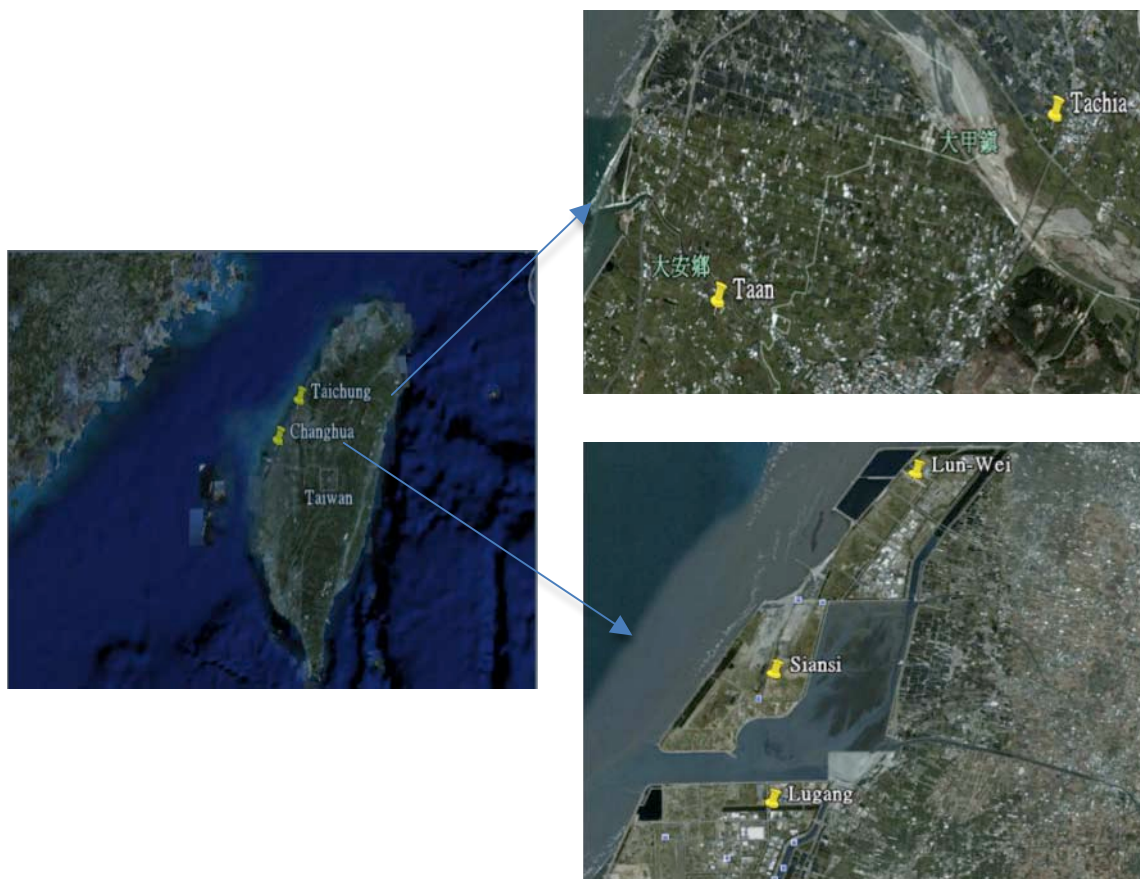 Taichung
Changhua
Taiwan
Tachia
大甲鎮
大安鄉
Taan
Lun-Wei
Siansi
Lugang